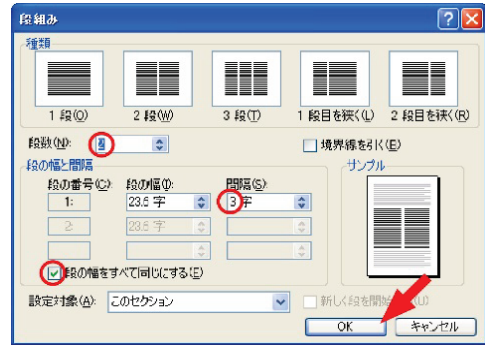 段組み
種類
1 段(O) 2 段(W) 3 段(T) 1 段目を狭く(L) 2 段目を狭く(R)
段数(N): 2 境界線を引く(E)
段の幅と間隔 サンプル
段の番号(C): 段の幅(I): 間隔(S):
1: 23.5 字 3 字
2: 23.5 字
段の幅をすべて同じにする(E)
設定対象(A): このセクション 新しく段を開始 (U)
OK キャンセル